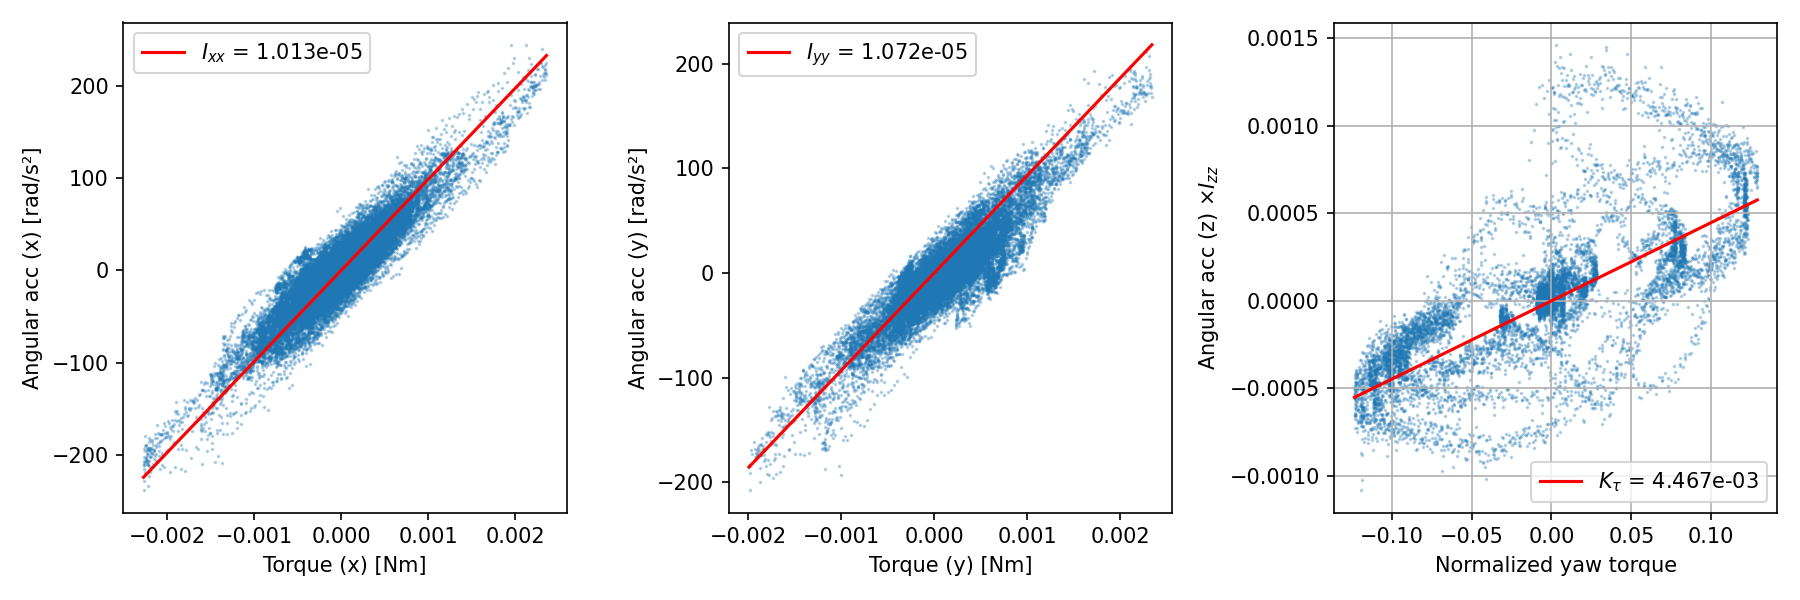 I_xx = 1.013e-05
200
100
0
−100
−200
−0.002 −0.001 0.000 0.001 0.002
Torque (x) [Nm]
Angular acc (x) [rad/s²]
I_yy = 1.072e-05
200
100
0
−100
−200
−0.002 −0.001 0.000 0.001 0.002
Torque (y) [Nm]
Angular acc (y) [rad/s²]
0.0015
0.0010
0.0005
0.0000
−0.0005
−0.0010
K_τ = 4.467e-03
−0.10 −0.05 0.00 0.05 0.10
Normalized yaw torque
Angular acc (z) ×I_zz